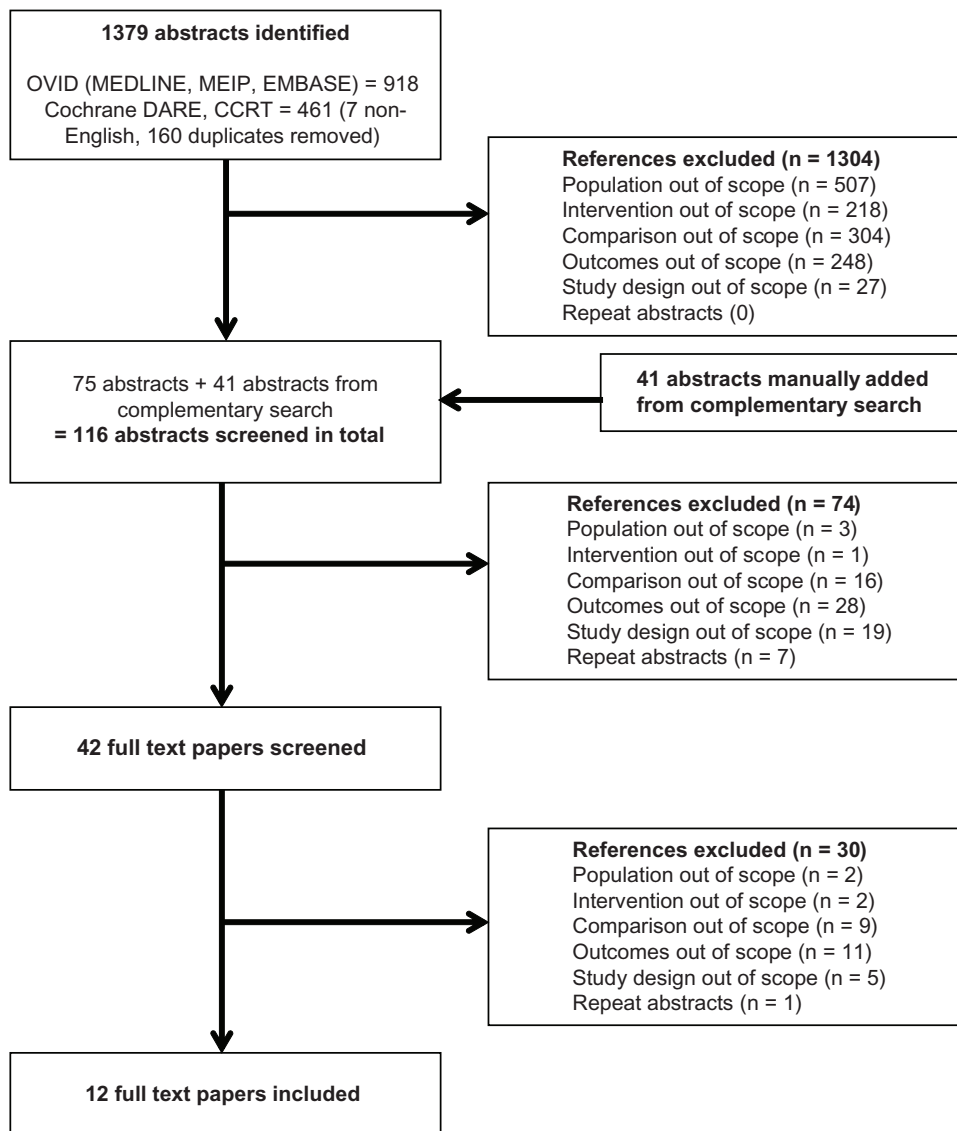 1379 abstracts identified
OVID (MEDLINE, MEIP, EMBASE) = 918
Cochrane DARE, CCRT = 461 (7 non-
English, 160 duplicates removed)
References excluded (n = 1304)
Population out of scope (n = 507)
Intervention out of scope (n = 218)
Comparison out of scope (n = 304)
Outcomes out of scope (n = 248)
Study design out of scope (n = 27)
Repeat abstracts (0)
75 abstracts + 41 abstracts from
complementary search
= 116 abstracts screened in total
41 abstracts manually added
from complementary search
References excluded (n = 74)
Population out of scope (n = 3)
Intervention out of scope (n = 1)
Comparison out of scope (n = 16)
Outcomes out of scope (n = 28)
Study design out of scope (n = 19)
Repeat abstracts (n = 7)
42 full text papers screened
References excluded (n = 30)
Population out of scope (n = 2)
Intervention out of scope (n = 2)
Comparison out of scope (n = 9)
Outcomes out of scope (n = 11)
Study design out of scope (n = 5)
Repeat abstracts (n = 1)
12 full text papers included